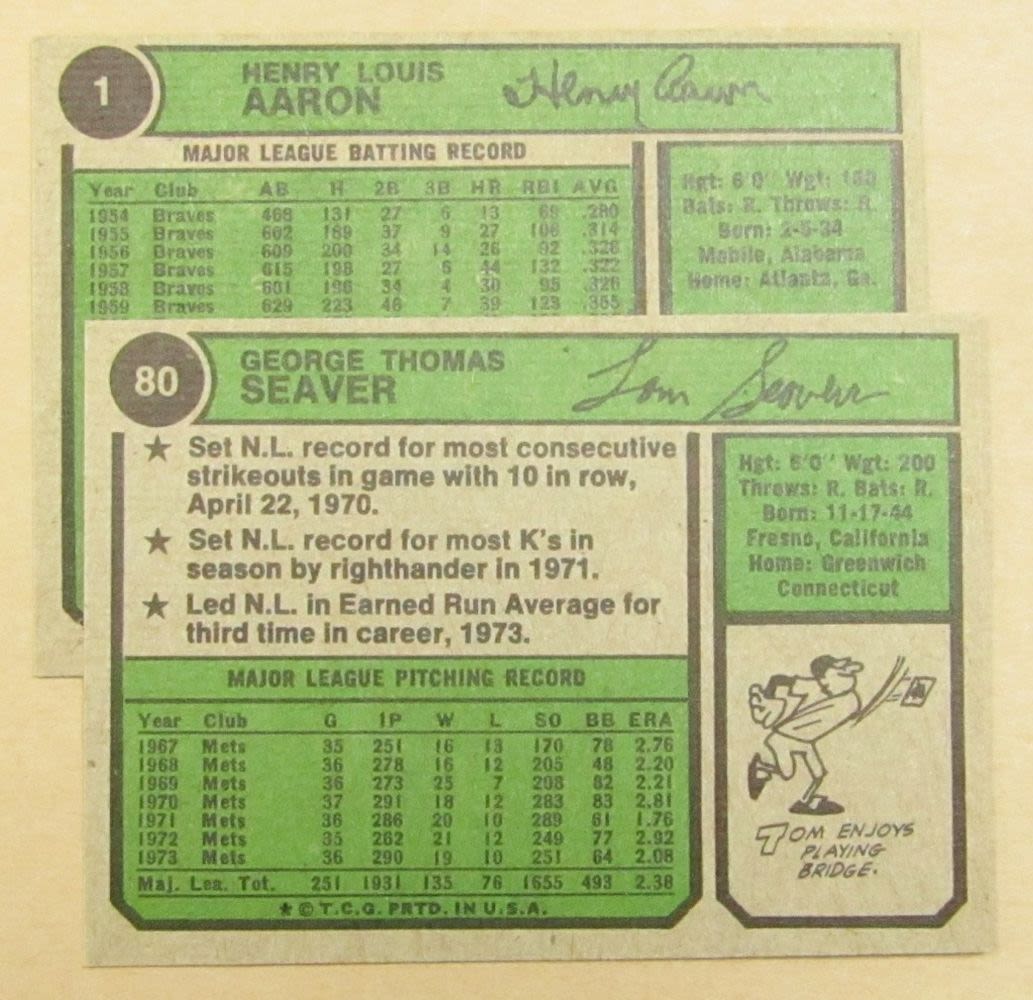 1
HENRY LOUIS
AARON
Henry Aaron
MAJOR LEAGUE BATTING RECORD
Year Club AB H 2B 3B HR RBI AVG
1954 Braves 468 131 27 6 13 69 .280
1955 Braves 602 189 37 9 27 106 .314
1956 Braves 609 200 34 14 26 92 .328
1957 Braves 615 198 27 6 44 132 .322
1958 Braves 601 196 34 4 30 95 .326
1959 Braves 629 223 46 7 39 123 .355
Hgt: 6'0" Wgt: 180
Bats: R. Throws: R.
Born: 2-5-34
Mobile, Alabama
Home: Atlanta, Ga.
80
GEORGE THOMAS
SEAVER
Tom Seaver
★ Set N.L. record for most consecutive
strikeouts in game with 10 in row,
April 22, 1970.
★ Set N.L. record for most K's in
season by righthander in 1971.
★ Led N.L. in Earned Run Average for
third time in career, 1973.
MAJOR LEAGUE PITCHING RECORD
Year Club G IP W L SO BB ERA
1967 Mets 35 251 16 13 170 78 2.76
1968 Mets 36 278 16 12 205 48 2.20
1969 Mets 36 273 25 7 208 82 2.21
1970 Mets 37 291 18 12 283 83 2.81
1971 Mets 36 286 20 10 289 61 1.76
1972 Mets 35 262 21 12 249 77 2.92
1973 Mets 36 290 19 10 251 64 2.08
Maj. Lea. Tot. 251 1931 135 76 1655 493 2.38
★ © T.C.G. PRTD. IN U.S.A.
Hgt: 6'0'' Wgt: 200
Throws: R. Bats: R.
Born: 11-17-44
Fresno, California
Home: Greenwich
Connecticut
TOM ENJOYS
PLAYING
BRIDGE.